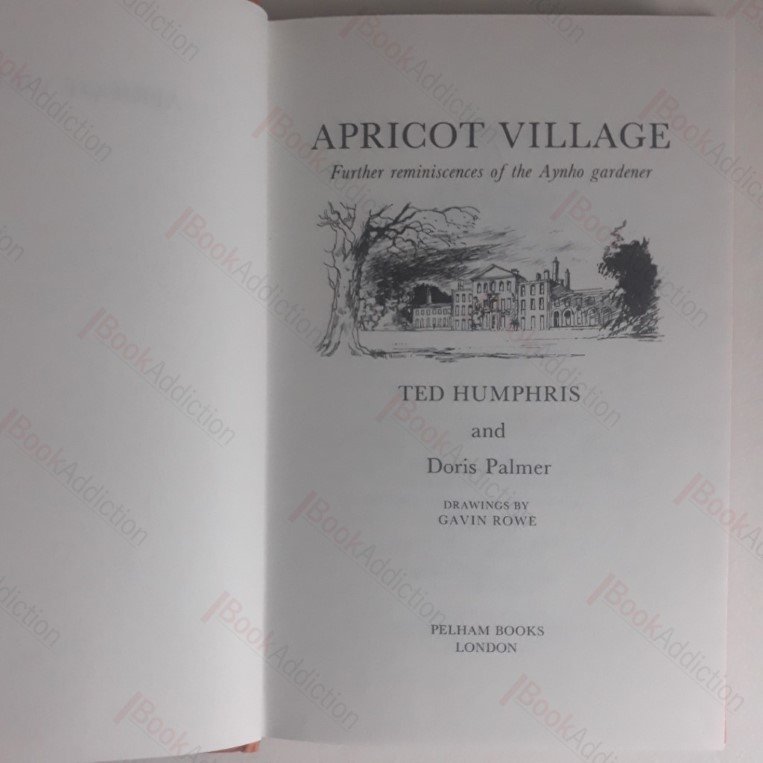 APRICOT VILLAGE
Further reminiscences of the Aynho gardener
TED HUMPHRIS
and
Doris Palmer
DRAWINGS BY
GAVIN ROWE
PELHAM BOOKS
LONDON
BookAddiction